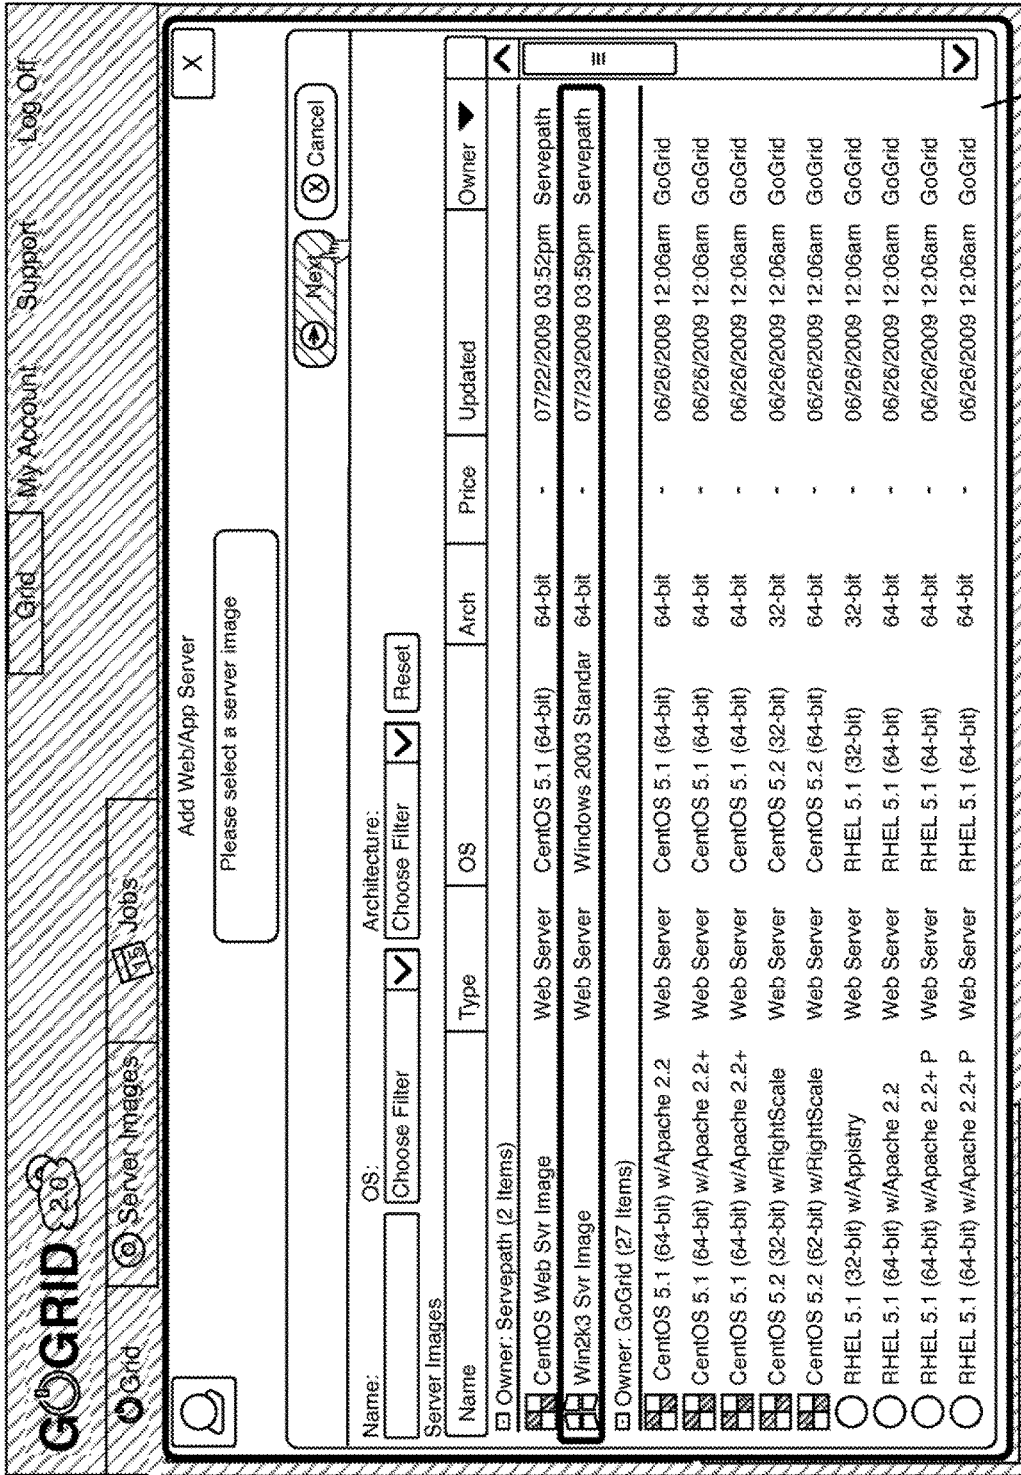 GOGRID 2.0
Grid My Account Support Log Off
Grid Server Images 15 Jobs
Add Web/App Server X
Please select a server image
Next X Cancel
Name: OS: Architecture:
Choose Filter Choose Filter Reset
Server Images
Name Type OS Arch Price Updated Owner
Owner: Servepath (2 Items)
CentOS Web Svr Image Web Server CentOS 5.1 (64-bit) 64-bit - 07/22/2009 03:52pm Servepath
Win2k3 Svr Image Web Server Windows 2003 Standar 64-bit - 07/23/2009 03:59pm Servepath
Owner: GoGrid (27 Items)
CentOS 5.1 (64-bit) w/Apache 2.2 Web Server CentOS 5.1 (64-bit) 64-bit - 06/26/2009 12:06am GoGrid
CentOS 5.1 (64-bit) w/Apache 2.2+ Web Server CentOS 5.1 (64-bit) 64-bit - 06/26/2009 12:06am GoGrid
CentOS 5.1 (64-bit) w/Apache 2.2+ Web Server CentOS 5.1 (64-bit) 64-bit - 06/26/2009 12:06am GoGrid
CentOS 5.2 (32-bit) w/RightScale Web Server CentOS 5.2 (32-bit) 32-bit - 06/26/2009 12:06am GoGrid
CentOS 5.2 (62-bit) w/RightScale Web Server CentOS 5.2 (64-bit) 64-bit - 06/26/2009 12:06am GoGrid
RHEL 5.1 (32-bit) w/Appistry Web Server RHEL 5.1 (32-bit) 32-bit - 06/26/2009 12:06am GoGrid
RHEL 5.1 (64-bit) w/Apache 2.2 Web Server RHEL 5.1 (64-bit) 64-bit - 06/26/2009 12:06am GoGrid
RHEL 5.1 (64-bit) w/Apache 2.2+ P Web Server RHEL 5.1 (64-bit) 64-bit - 06/26/2009 12:06am GoGrid
RHEL 5.1 (64-bit) w/Apache 2.2+ P Web Server RHEL 5.1 (64-bit) 64-bit - 06/26/2009 12:06am GoGrid